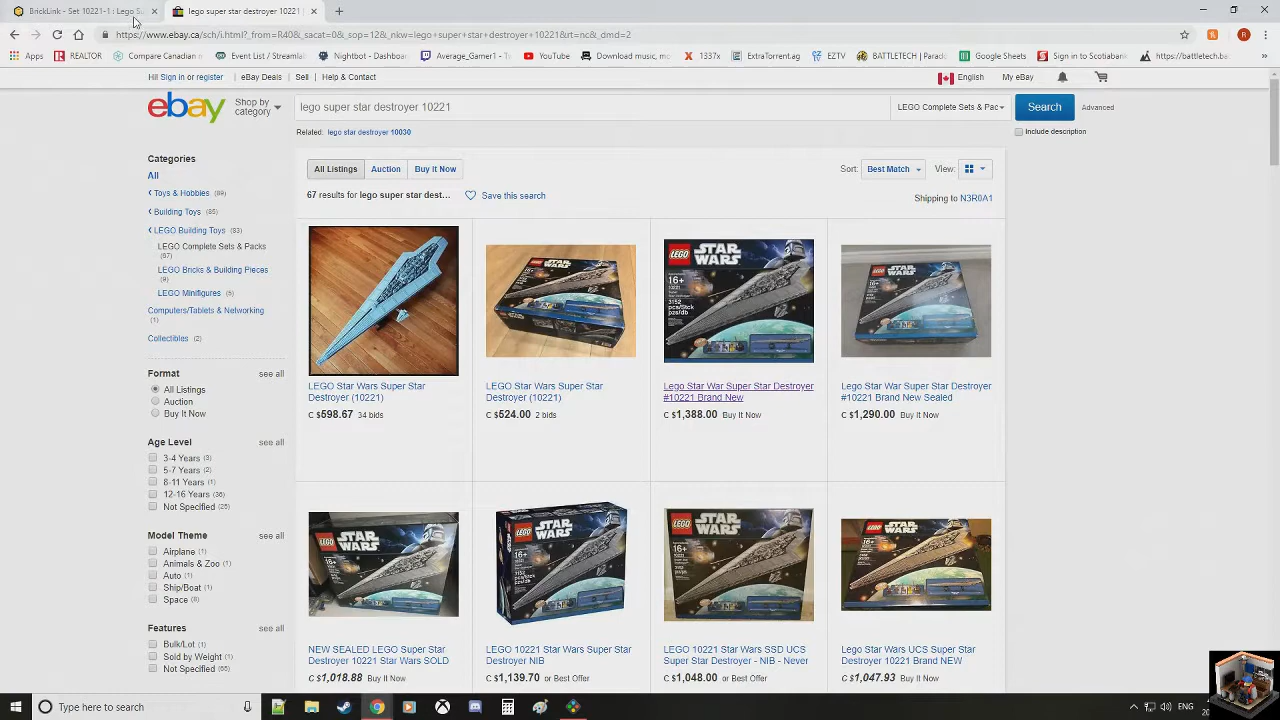 BrickLink - Set 10221-1 : Lego S
lego super star destroyer 10221
https://www.ebay.ca/sch/i.html?_from=R40&_sacat=0&_sop=12&_nkw=lego+super+star+destroyer+10221&rt=nc&_dmd=2
Apps
REALTOR
Compare Canadian
Event List / Streamlabs
Nightbot - Dashboard
Average_Gamer1 - Tw
YouTube
Download music, mo
1337x
ExtraTorrent.ag
EZTV
BATTLETECH | Paradox
Google Sheets
Sign in to Scotiabank
https://battletech.ba
Hi! Sign in or register
eBay Deals
Sell
Help & Contact
English
My eBay
ebay
Shop by category
lego super star destroyer 10221
LEGO Complete Sets & Pac
Search
Advanced
Related: lego star destroyer 10030
Include description
Categories
All
Toys & Hobbies (89)
Building Toys (85)
LEGO Building Toys (83)
LEGO Complete Sets & Packs (67)
LEGO Bricks & Building Pieces (9)
LEGO Minifigures (5)
Computers/Tablets & Networking (1)
Collectibles (2)
Format
see all
All Listings
Auction
Buy It Now
Age Level
see all
3-4 Years (3)
5-7 Years (2)
8-11 Years (1)
12-16 Years (36)
Not Specified (25)
Model Theme
see all
Airplane (1)
Animals & Zoo (1)
Auto (1)
Ship/Boat (1)
Space (8)
Features
see all
Bulk/Lot (1)
Sold by Weight (1)
Not Specified (65)
All Listings
Auction
Buy It Now
Sort: Best Match
View:
67 results for lego super star dest...
Save this search
Shipping to N3R0A1
LEGO Star Wars Super Star Destroyer (10221)
C $598.67 34 bids
LEGO Star Wars Super Star Destroyer (10221)
C $524.00 2 bids
Lego Star War Super Star Destroyer #10221 Brand New
C $1,388.00 Buy It Now
Lego Star War Super Star Destroyer #10221 Brand New Sealed
C $1,290.00 Buy It Now
NEW SEALED LEGO Super Star Destroyer 10221 Star Wars SOLD
C $1,018.88 Buy It Now
LEGO 10221 Star Wars Super Star Destroyer NIB
C $1,139.70 or Best Offer
LEGO 10221 Star Wars SSD UCS Super Star Destroyer - NIB - Never
C $1,048.00 or Best Offer
Lego Star Wars UCS Super Star Destroyer 10221 Brand NEW
C $1,047.93 Buy It Now
Type here to search
ENG